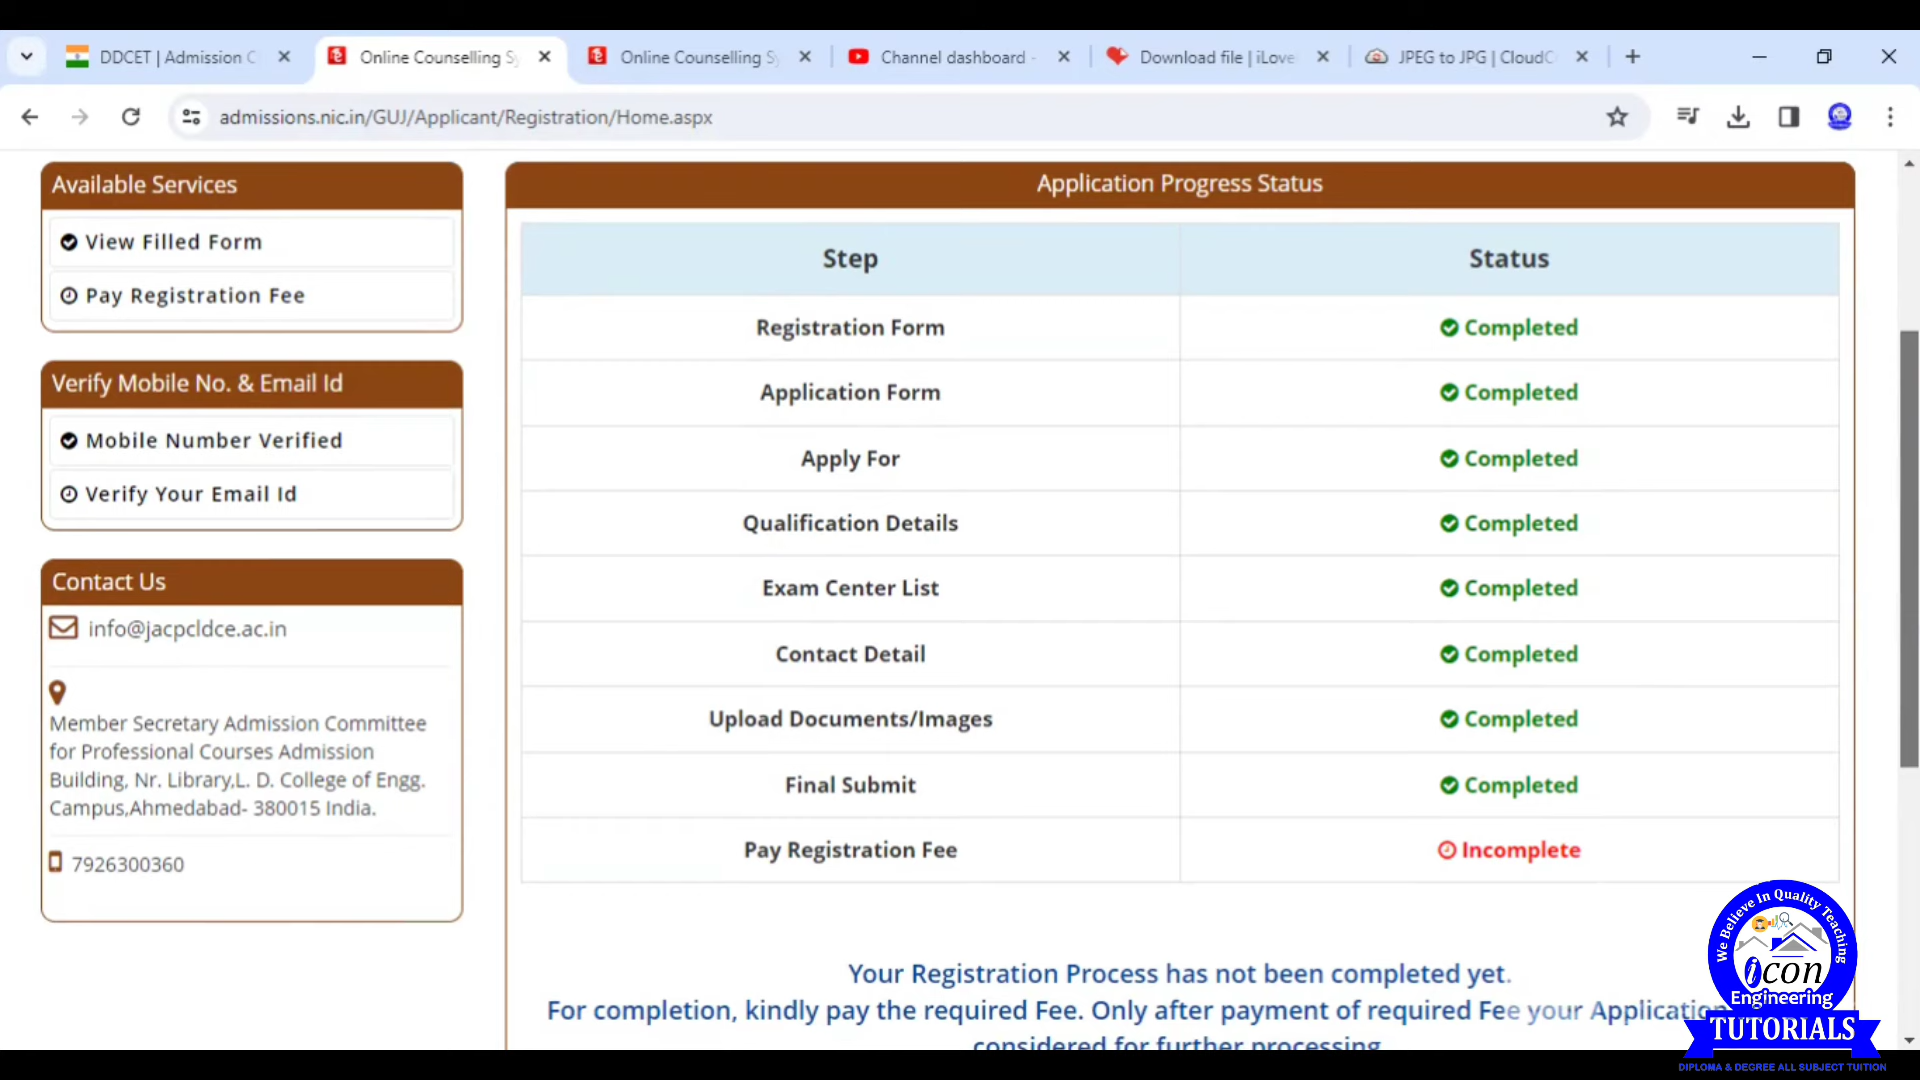 DDCET | Admission C
Online Counselling Sy
Online Counselling Sy
Channel dashboard -
Download file | iLove
JPEG to JPG | CloudC
admissions.nic.in/GUJ/Applicant/Registration/Home.aspx
Available Services
View Filled Form
Pay Registration Fee
Verify Mobile No. & Email Id
Mobile Number Verified
Verify Your Email Id
Contact Us
info@jacpcldce.ac.in
Member Secretary Admission Committee
for Professional Courses Admission
Building, Nr. Library,L. D. College of Engg.
Campus,Ahmedabad- 380015 India.
7926300360
Application Progress Status
Step Status
Registration Form Completed
Application Form Completed
Apply For Completed
Qualification Details Completed
Exam Center List Completed
Contact Detail Completed
Upload Documents/Images Completed
Final Submit Completed
Pay Registration Fee Incomplete
Your Registration Process has not been completed yet.
For completion, kindly pay the required Fee. Only after payment of required Fee your Application
considered for further processing
We Believe In Quality Teaching
icon
Engineering
TUTORIALS
DIPLOMA & DEGREE ALL SUBJECT TUITION